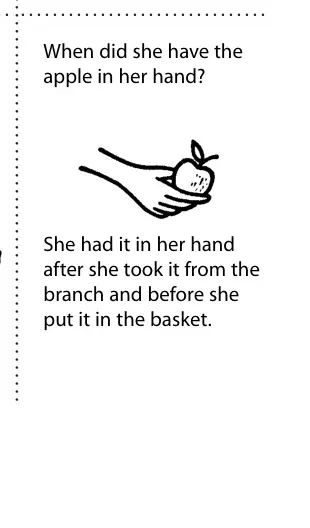 When did she have the
apple in her hand?
She had it in her hand
after she took it from the
branch and before she
put it in the basket.